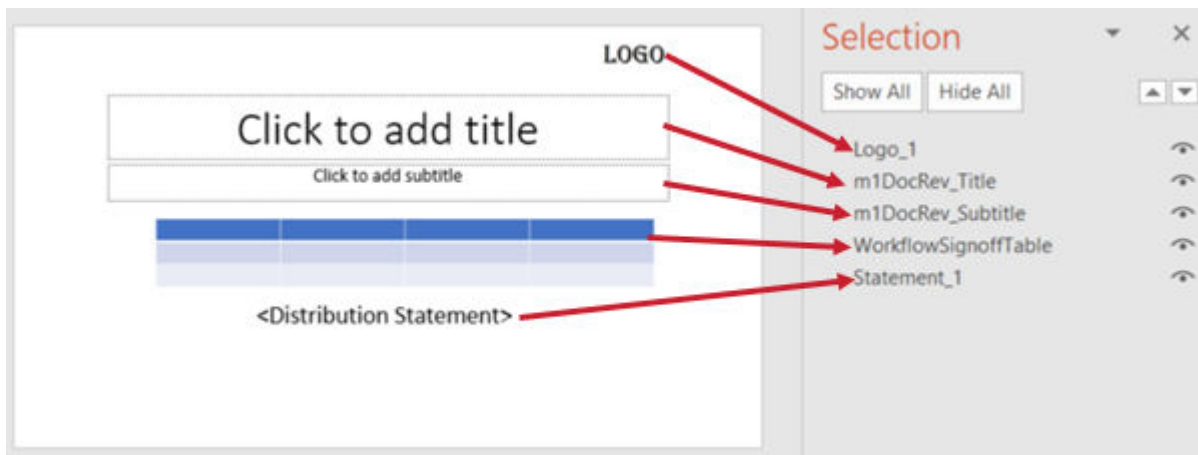 LOGO
Click to add title
Click to add subtitle
<Distribution Statement>
Selection
Show All Hide All
Logo_1
m1DocRev_Title
m1DocRev_Subtitle
WorkflowSignoffTable
Statement_1